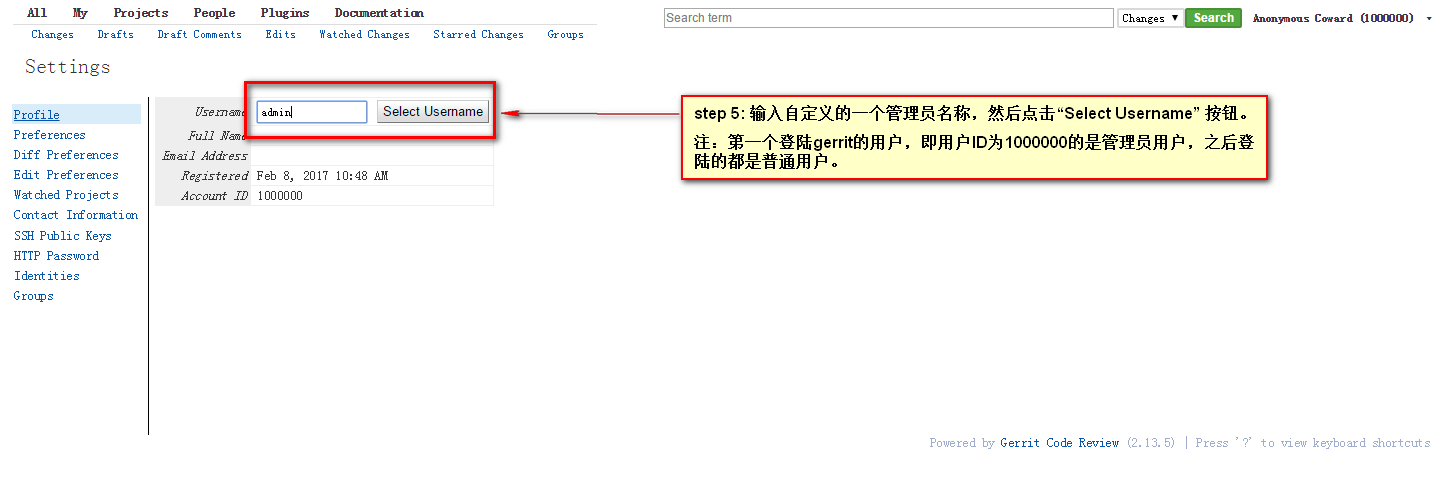 All My Projects People Plugins Documentation
Search term Changes ▼ Search Anonymous Coward (1000000) ▼
Changes Drafts Draft Comments Edits Watched Changes Starred Changes Groups
Settings
Profile
Preferences
Diff Preferences
Edit Preferences
Watched Projects
Contact Information
SSH Public Keys
HTTP Password
Identities
Groups
Username admin Select Username
Full Name
Email Address
Registered Feb 8, 2017 10:48 AM
Account ID 1000000
step 5: 输入自定义的一个管理员名称，然后点击“Select Username” 按钮。
注：第一个登陆gerrit的用户，即用户ID为1000000的是管理员用户，之后登
陆的都是普通用户。
Powered by Gerrit Code Review (2.13.5) | Press '?' to view keyboard shortcuts